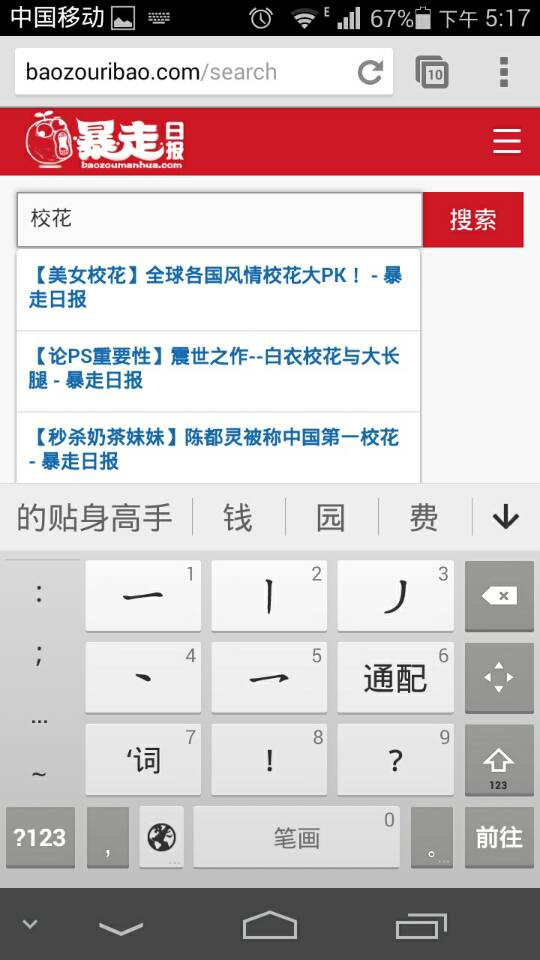 中国移动 E 67% 下午 5:17
baozouribao.com/search 10
暴走日报
baozoumanhua.com
校花 搜索
【美女校花】全球各国风情校花大PK！ - 暴
走日报
【论PS重要性】震世之作--白衣校花与大长
腿 - 暴走日报
【秒杀奶茶妹妹】陈都灵被称中国第一校花
- 暴走日报
的贴身高手 钱 园 费
: 一 1 丨 2 丿 3
; 丶 4 乛 5 通配 6
...
~ '词 7 ! 8 ? 9 123
?123 , ... 笔画 0 。... 前往